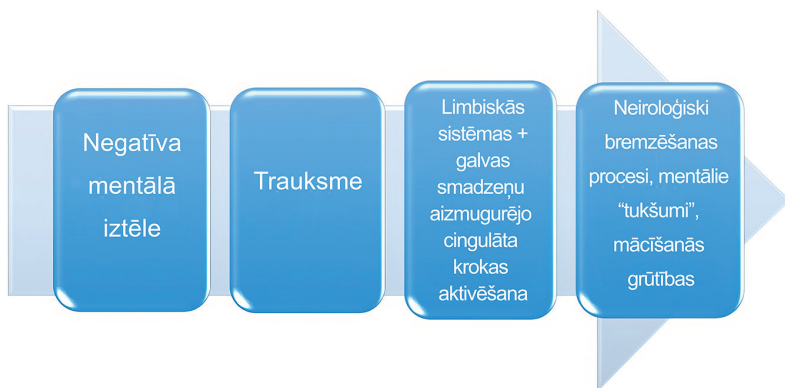 Negatīva
mentālā
iztēle
Trauksme
Limbiskās
sistēmas +
galvas
smadzeņu
aizmugurējo
cingulāta
krokas
aktivēšana
Neiroloģiski
bremzēšanas
procesi, mentālie
“tukšumi”,
mācīšanās
grūtības